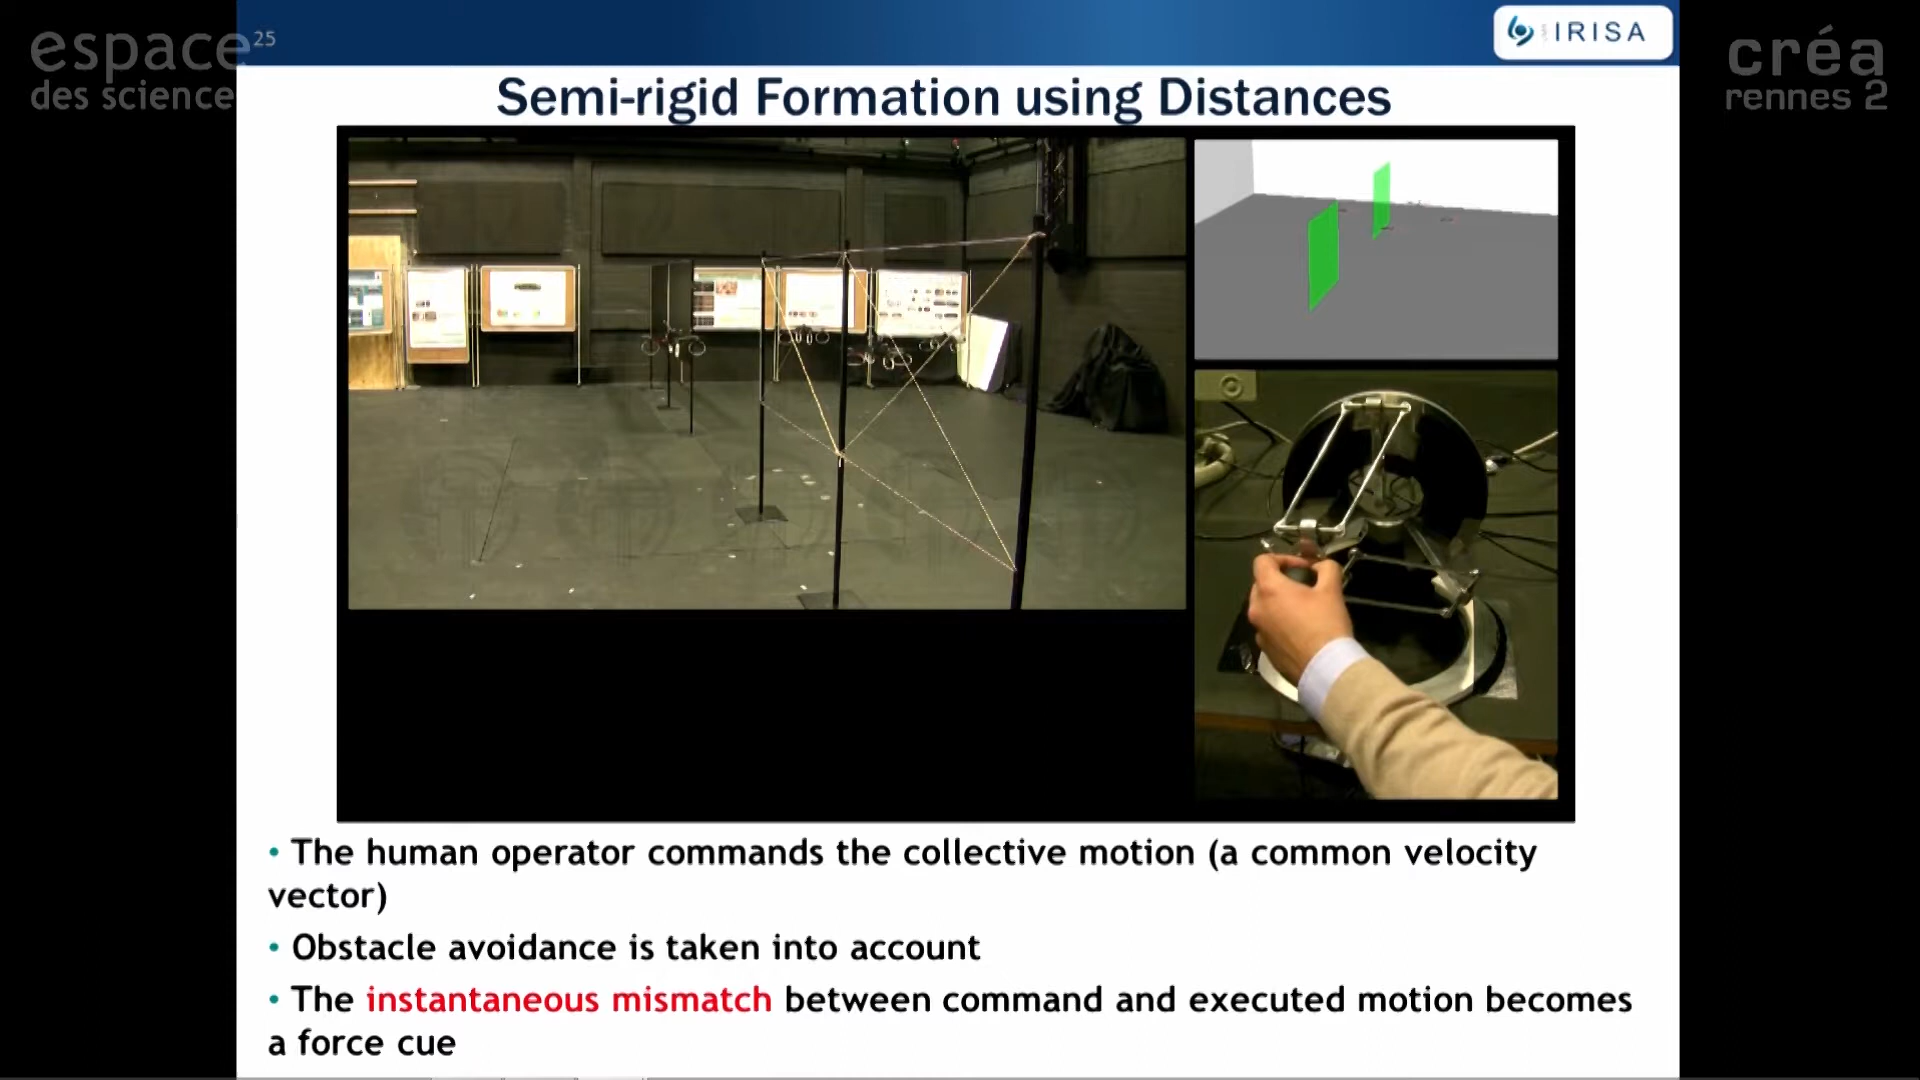 espace
des science
25
IRISA
créa
rennes 2
Semi-rigid Formation using Distances
• The human operator commands the collective motion (a common velocity
vector)
• Obstacle avoidance is taken into account
• The instantaneous mismatch between command and executed motion becomes
a force cue